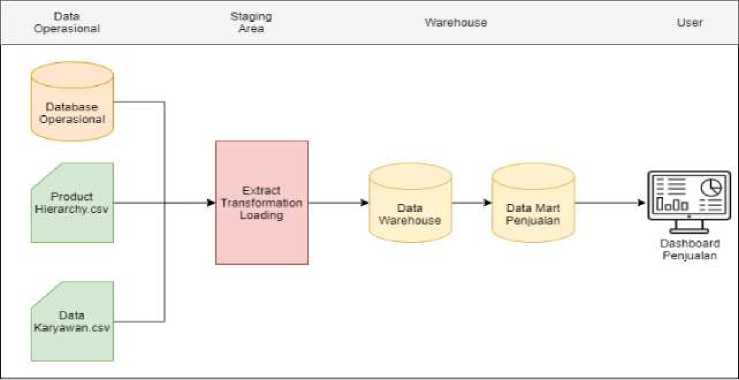 Data
Operasional
Staging
Area
Warehouse
User
Database
Operasional
Product
Hierarchy.csv
Data
Karyawan.csv
Extract
Transformation
Loading
Data
Warehouse
Data Mart
Penjualan
Dashboard
Penjualan